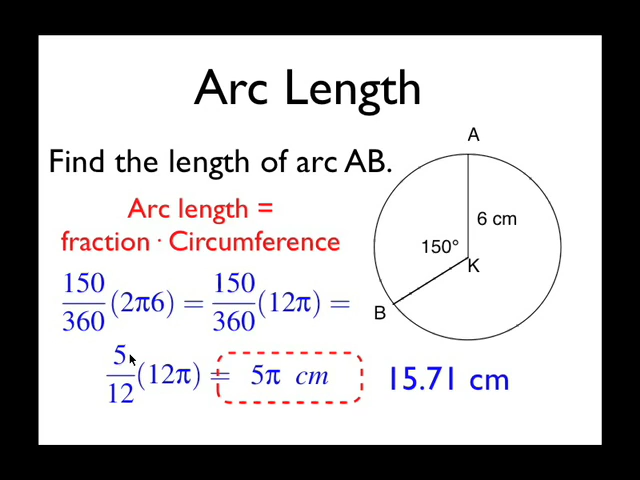 Arc Length
Find the length of arc AB.
Arc length =
fraction · Circumference
150/360 (2π6) = 150/360 (12π) =
5/12 (12π) = 5π cm
15.71 cm
A
6 cm
150°
K
B